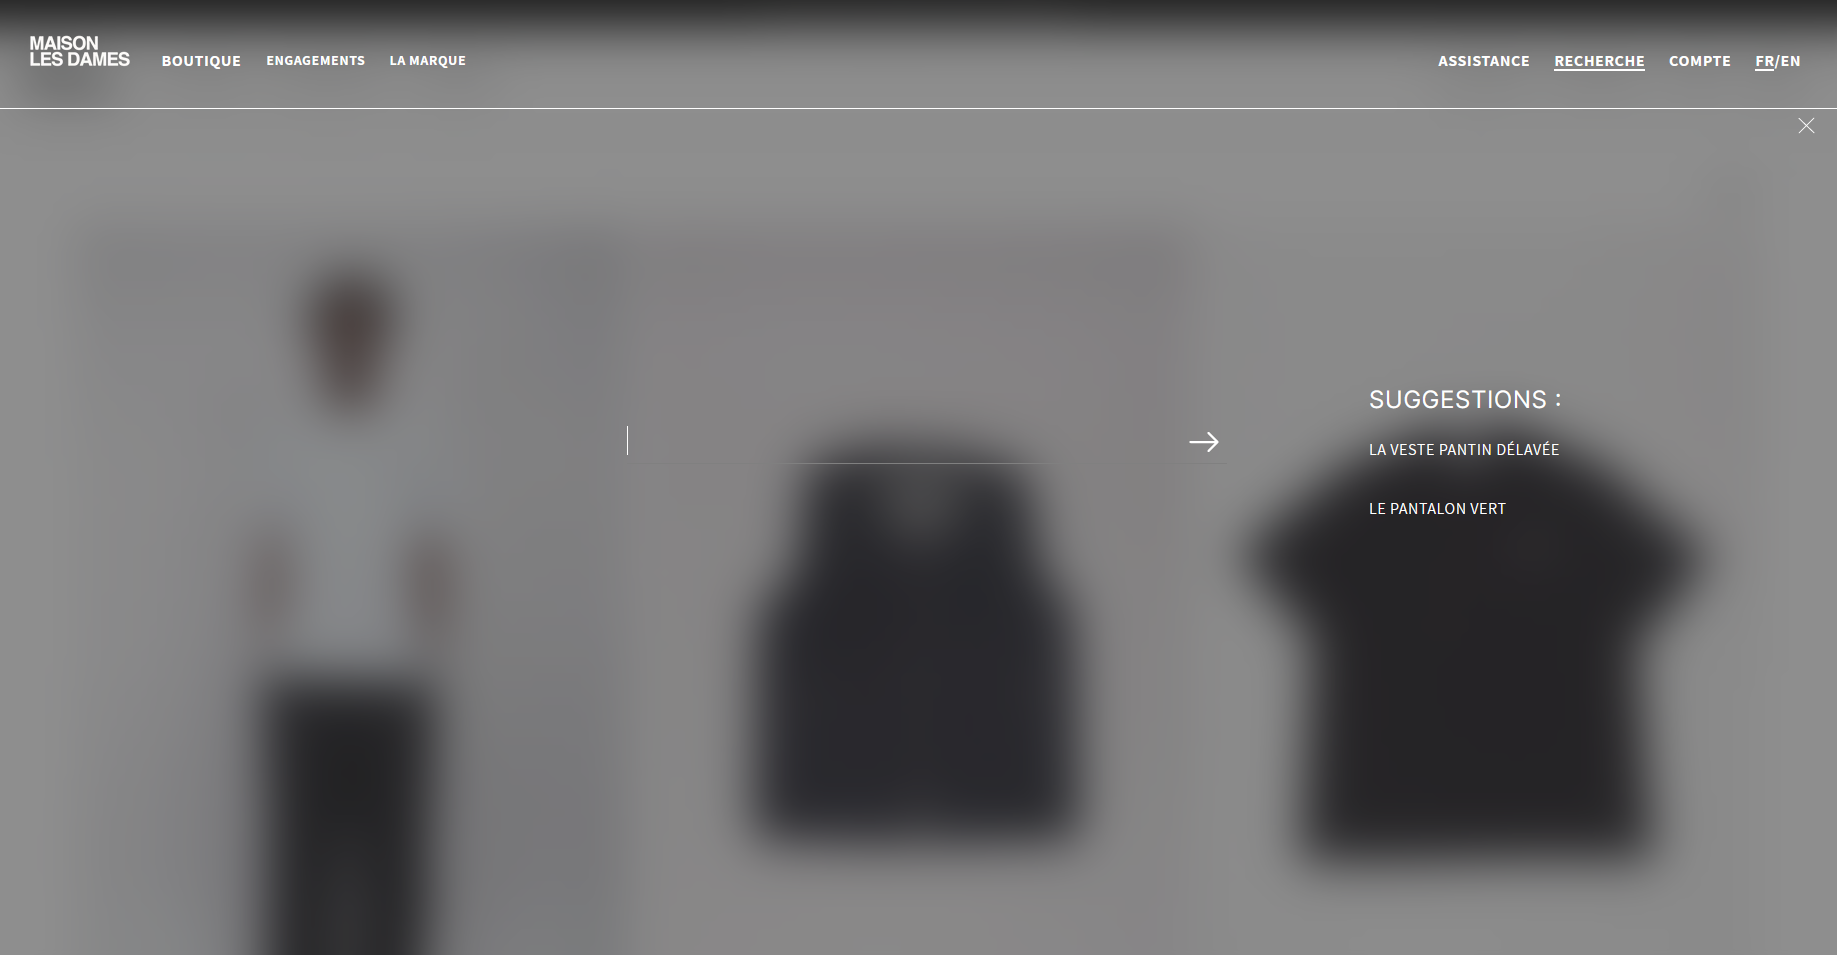 MAISON
LES DAMES
BOUTIQUE
ENGAGEMENTS
LA MARQUE
ASSISTANCE
RECHERCHE
COMPTE
FR/EN
SUGGESTIONS :
LA VESTE PANTIN DÉLAVÉE
LE PANTALON VERT